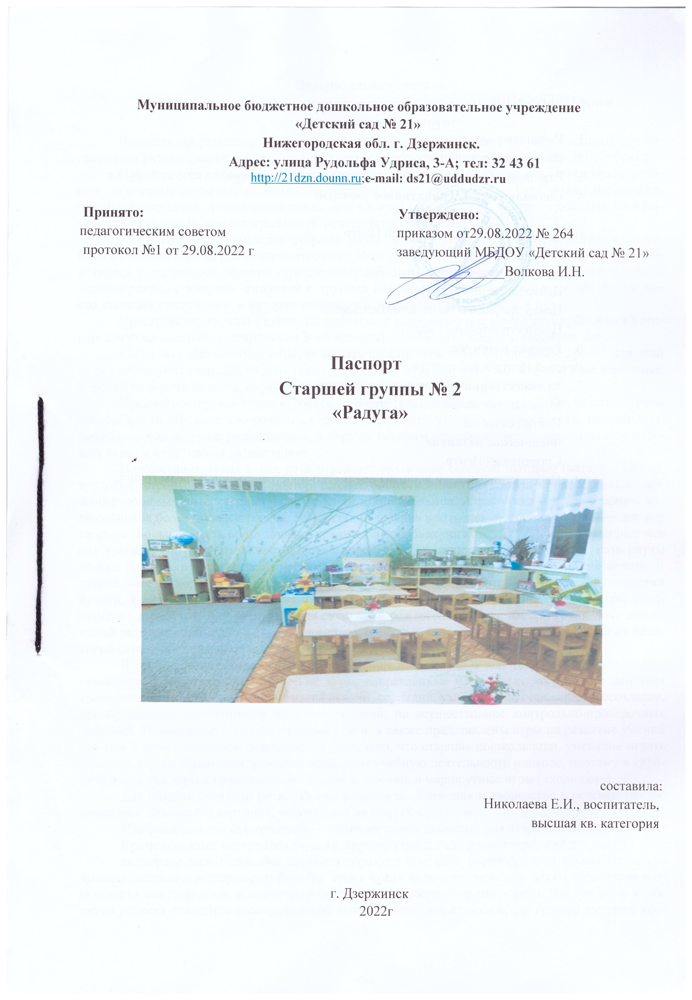 Муниципальное бюджетное дошкольное образовательное учреждение
«Детский сад № 21»
Нижегородская обл. г. Дзержинск.
Адрес: улица Рудольфа Удриса, 3-А; тел: 32 43 61
http://21dzn.dounn.ru;e-mail: ds21@uddudzr.ru
Принято:
педагогическим советом
протокол №1 от 29.08.2022 г
Утверждено:
приказом от29.08.2022 № 264
заведующий МБДОУ «Детский сад № 21»
Волкова И.Н.
Паспорт
Старшей группы № 2
«Радуга»
составила:
Николаева Е.И., воспитатель,
высшая кв. категория
г. Дзержинск
2022г